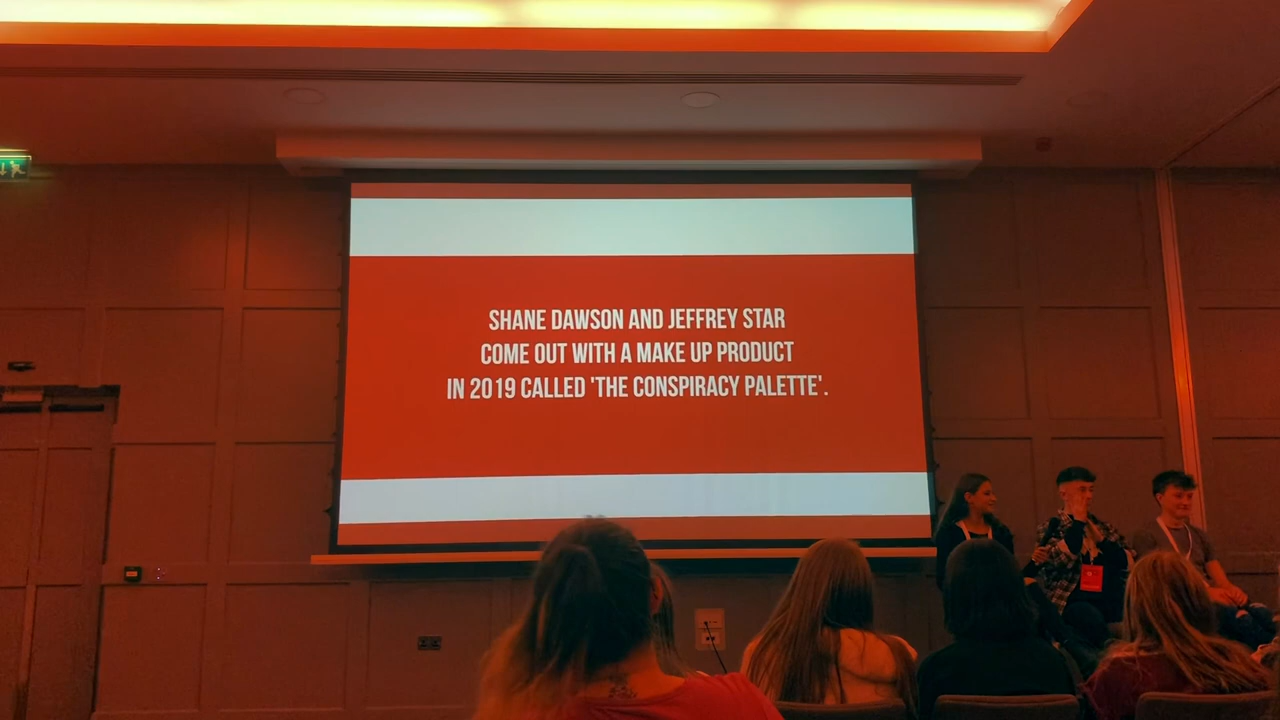 SHANE DAWSON AND JEFFREY STAR
COME OUT WITH A MAKE UP PRODUCT
IN 2019 CALLED 'THE CONSPIRACY PALETTE'.